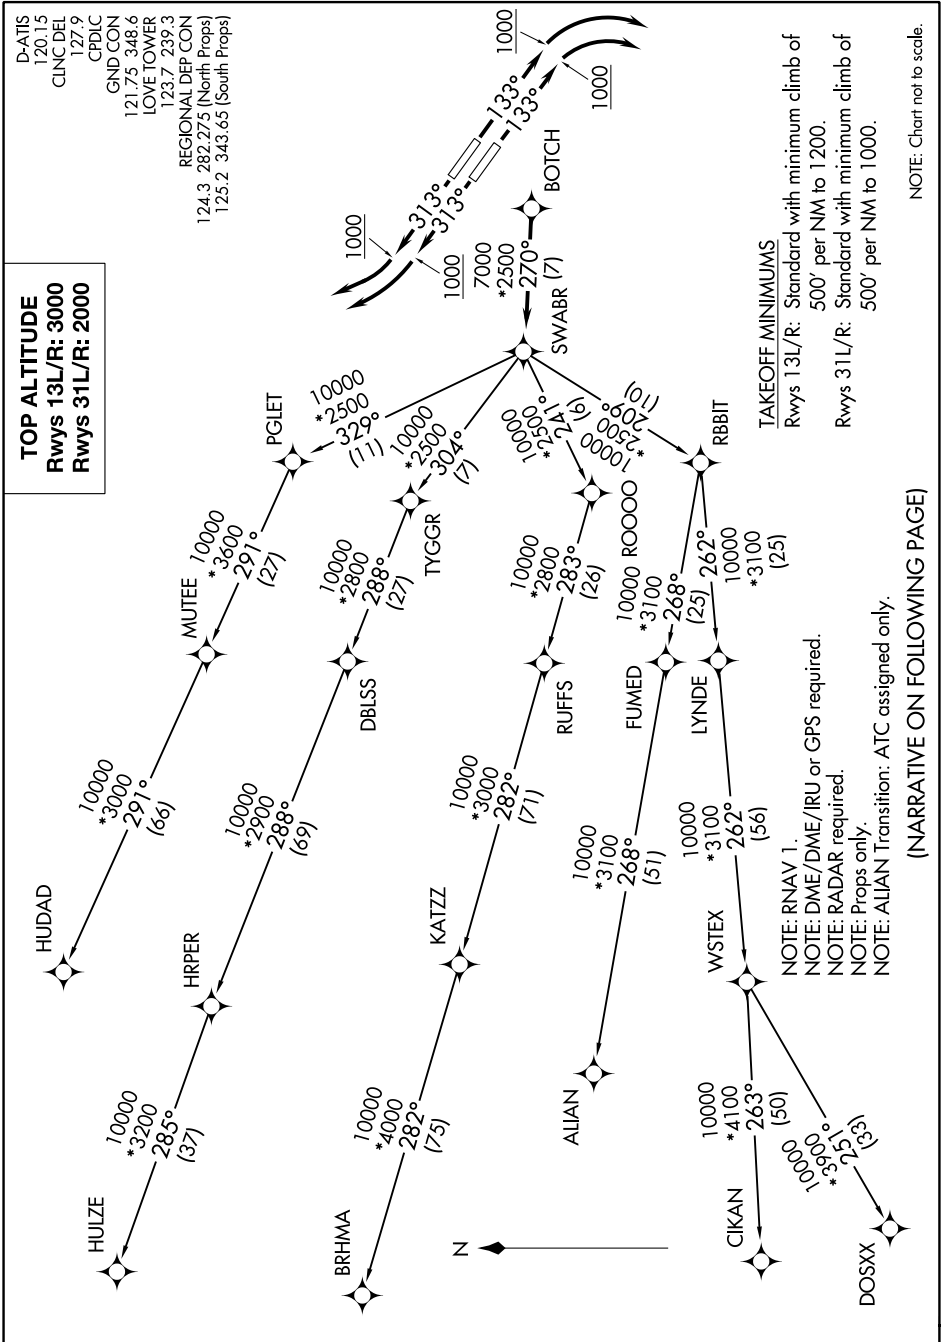 D-ATIS
120.15
CLNC DEL
127.9
CPDLC
GND CON
121.75 348.6
LOVE TOWER
123.7 239.3
REGIONAL DEP CON
124.3 282.275 (North Props)
125.2 343.65 (South Props)
TOP ALTITUDE
Rwys 13L/R: 3000
Rwys 31L/R: 2000
1000
1000
133°
133°
313°
313°
1000
1000
BOTCH
7000
*2500
270°
(7)
SWABR
10000
*2500
329°
(11)
PGLET
10000
*3600
291°
(27)
MUTEE
10000
*3000
291°
(66)
HUDAD
10000
*2500
304°
(7)
TYGGR
10000
*2800
288°
(27)
DBLSS
10000
*2900
288°
(69)
HRPER
10000
*3200
285°
(37)
HULZE
10000
*2500
241°
(6)
ROOOO
10000
*2800
283°
(26)
RUFFS
10000
*3000
282°
(71)
KATZZ
10000
*4000
282°
(75)
BRHMA
10000
*2500
209°
(10)
RBBIT
10000
*3100
268°
(25)
FUMED
10000
*3100
268°
(51)
ALIAN
262°
10000
*3100
(25)
LYNDE
10000
*3100
262°
(56)
WSTEX
10000
*4100
263°
(50)
CIKAN
10000
*3900
251°
(33)
DOSXX
N
TAKEOFF MINIMUMS
Rwys 13L/R: Standard with minimum climb of
500' per NM to 1200.
Rwys 31L/R: Standard with minimum climb of
500' per NM to 1000.
NOTE: RNAV 1.
NOTE: DME/DME/IRU or GPS required.
NOTE: RADAR required.
NOTE: Props only.
NOTE: ALIAN Transition: ATC assigned only.
(NARRATIVE ON FOLLOWING PAGE)
NOTE: Chart not to scale.